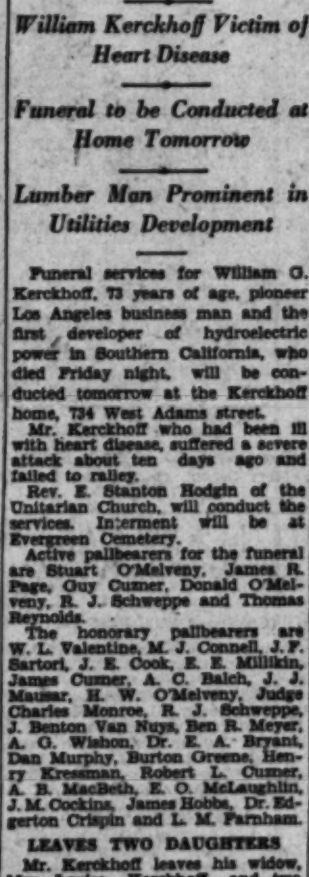 William Kerckhoff Victim of
Heart Disease
Funeral to be Conducted at
Home Tomorrow
Lumber Man Prominent in
Utilities Development
Funeral services for William G.
Kerckhoff, 73 years of age, pioneer
Los Angeles business man and the
first developer of hydroelectric
power in Southern California, who
died Friday night, will be con-
ducted tomorrow at the Kerckhoff
home, 734 West Adams street.
Mr. Kerckhoff who had been ill
with heart disease, suffered a severe
attack about ten days ago and
failed to ralley.
Rev. E. Stanton Hodgin of the
Unitarian Church, will conduct the
services. Interment will be at
Evergreen Cemetery.
Active pallbearers for the funeral
are Stuart O'Melveny, James R.
Page, Guy Cuzner, Donald O'Mel-
veny, R. J. Schweppe and Thomas
Reynolds.
The honorary pallbearers are
W. L. Valentine, M. J. Connell, J. F.
Sartori, J. E. Cook, E. E. Millikin,
James Cuzner, A. C. Balch, J. J.
Mausar, H. W. O'Melveny, Judge
Charles Monroe, R. J. Schweppe,
J. Benton Van Nuys, Ben R. Meyer,
A. G. Wishon, Dr. E. A. Bryant,
Dan Murphy, Burton Greene, Hen-
ry Kressman, Robert L. Cuzner,
A. B. MacBeth, E. O. McLaughlin,
J. M. Cockins, James Hobbs, Dr. Ed-
gerton Crispin and L. M. Farnham.
LEAVES TWO DAUGHTERS
Mr. Kerckhoff leaves his widow,